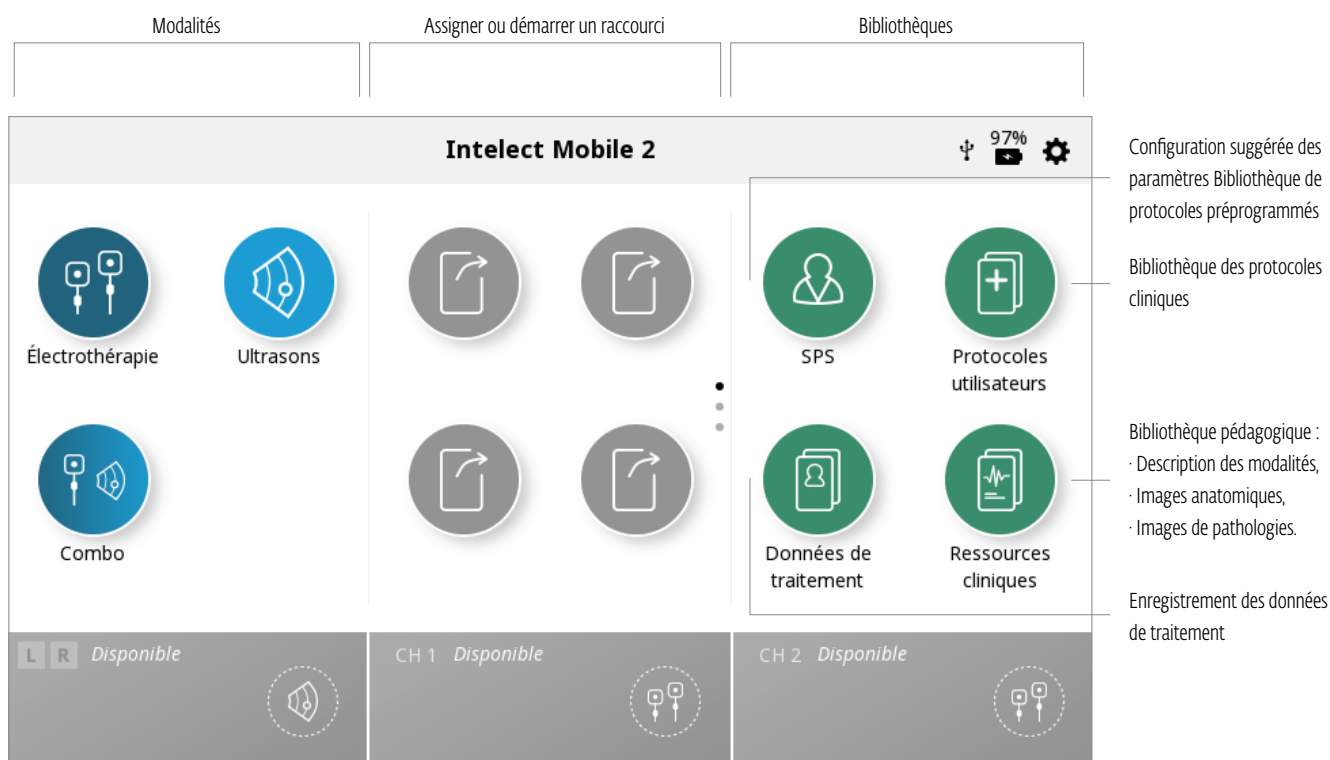 Modalités
Assigner ou démarrer un raccourci
Bibliothèques
Intelect Mobile 2
97%
Configuration suggérée des
paramètres Bibliothèque de
protocoles préprogrammés
Bibliothèque des protocoles
cliniques
Électrothérapie
Ultrasons
SPS
Protocoles
utilisateurs
Bibliothèque pédagogique :
· Description des modalités,
· Images anatomiques,
· Images de pathologies.
Combo
Données de
traitement
Ressources
cliniques
Enregistrement des données
de traitement
L R Disponible
CH 1 Disponible
CH 2 Disponible